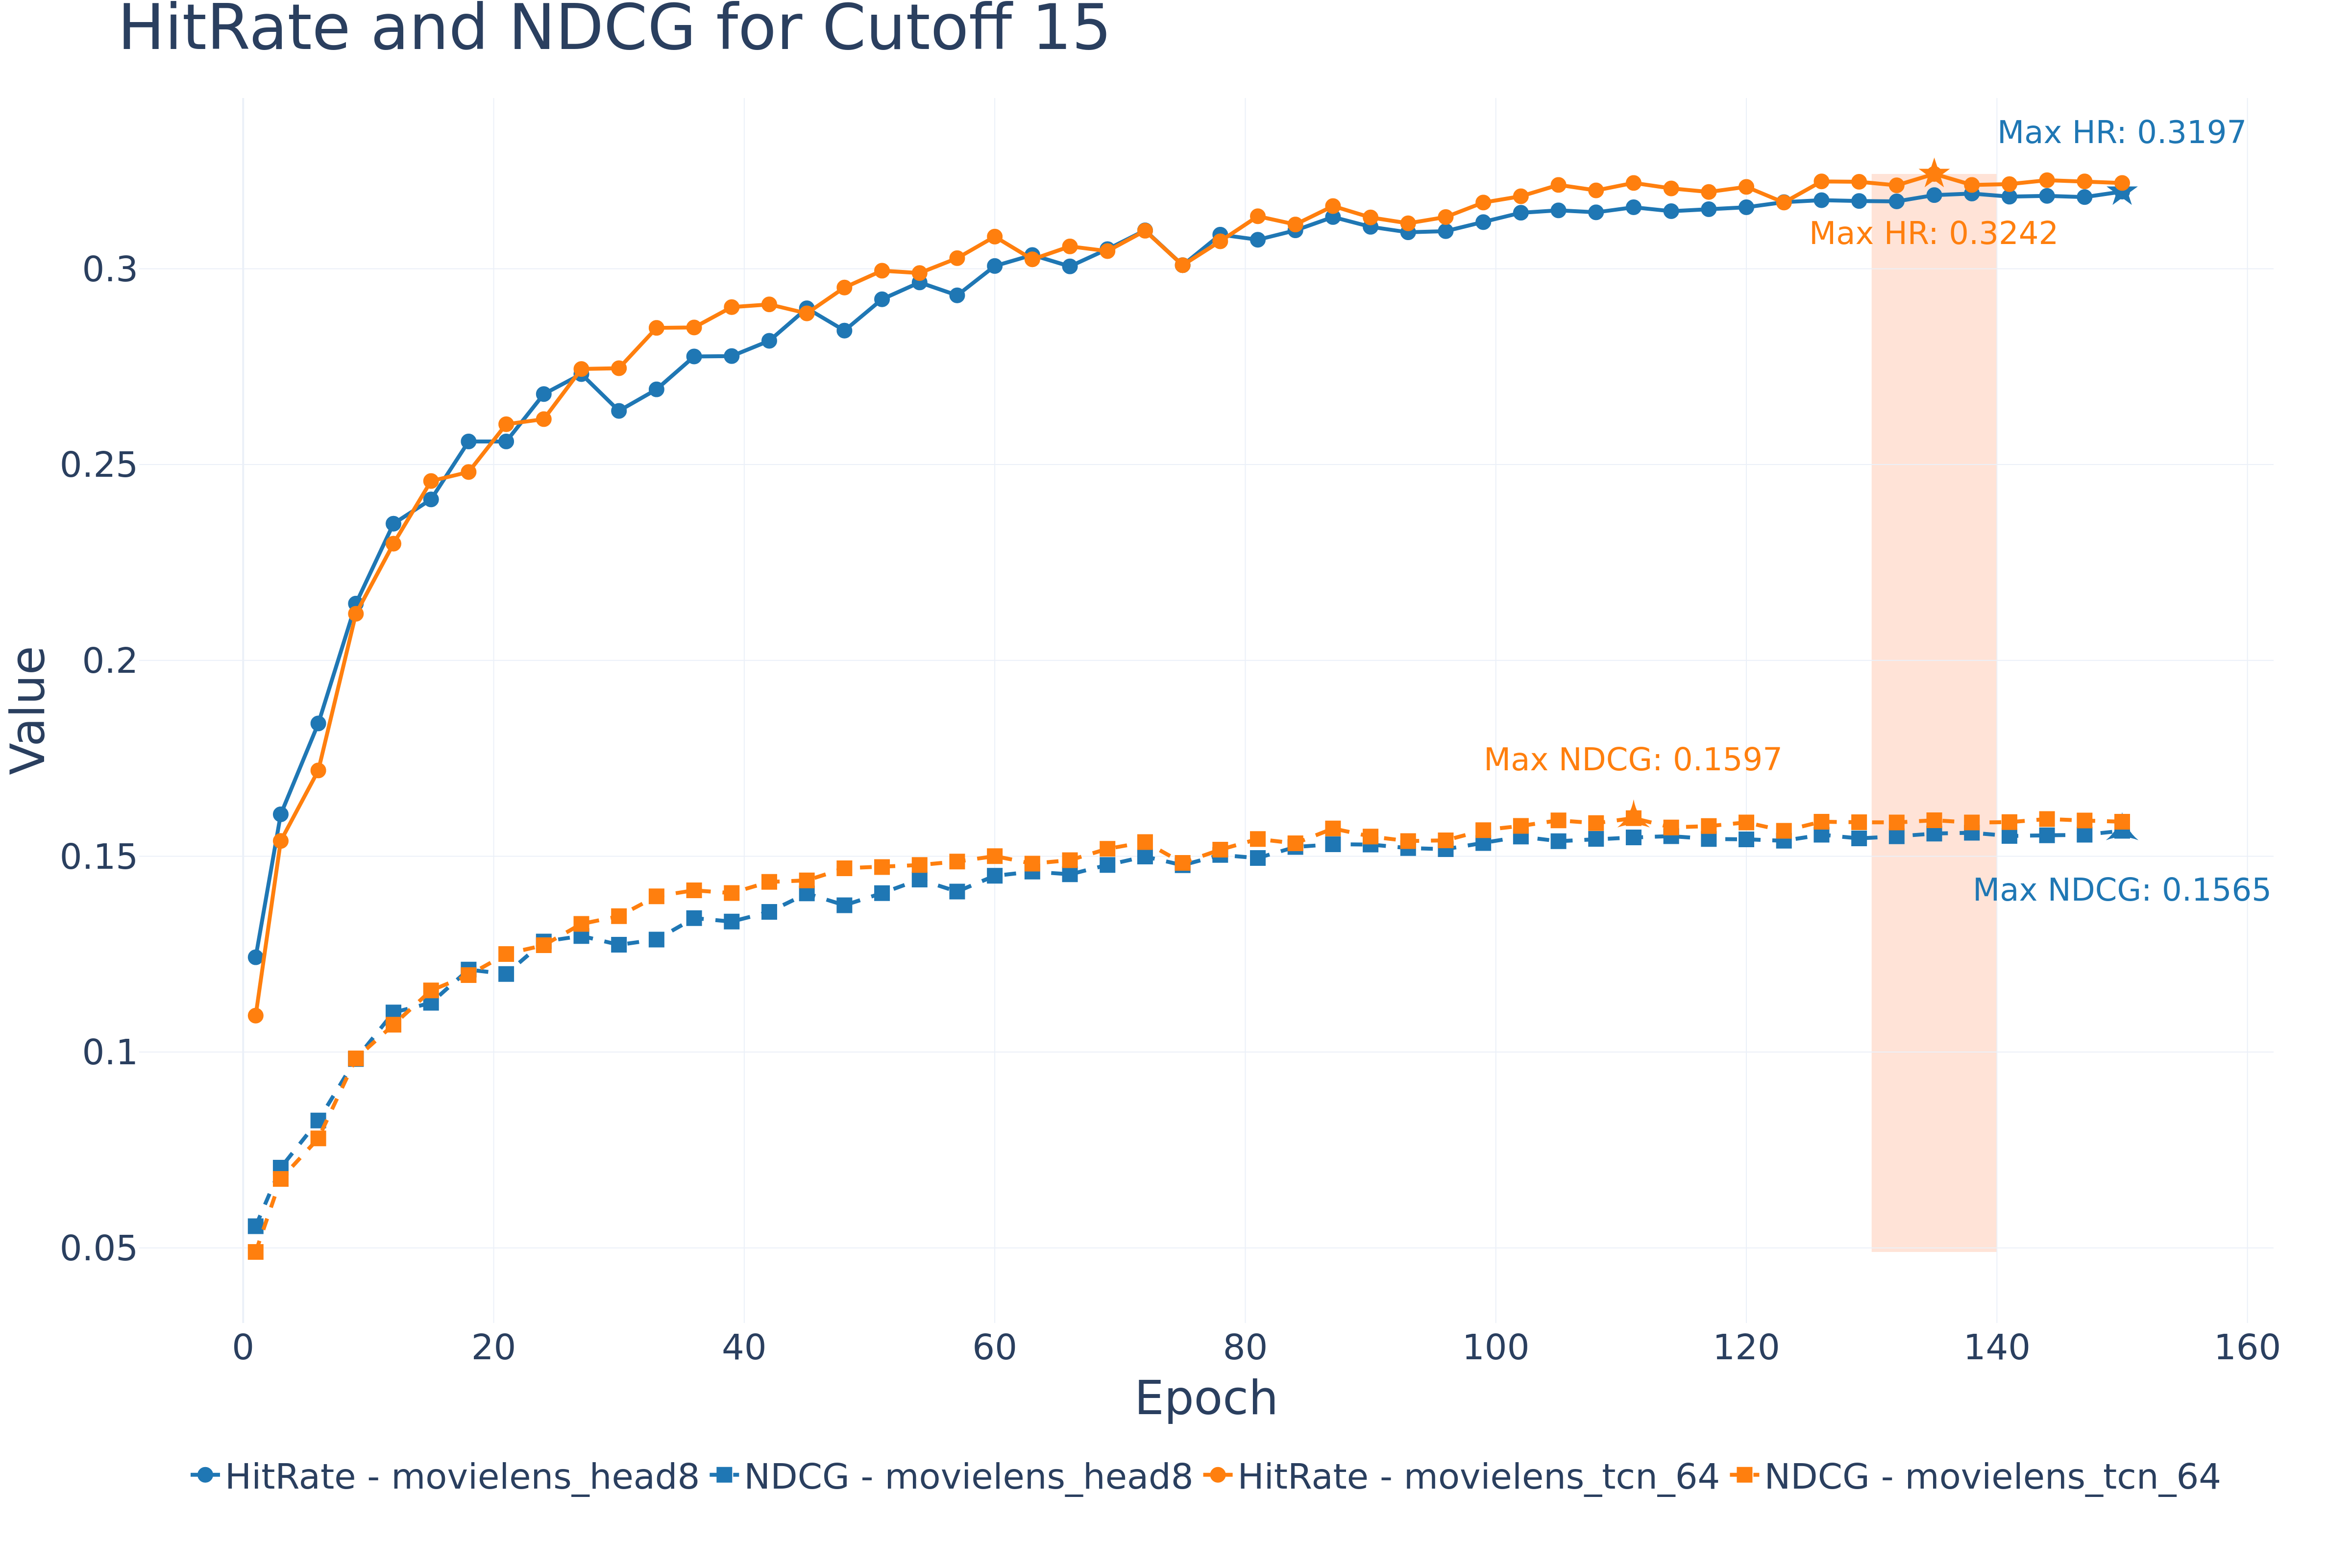 HitRate and NDCG for Cutoff 15
Max HR: 0.3197
Max HR: 0.3242
Max NDCG: 0.1597
Max NDCG: 0.1565
Value
0.3
0.25
0.2
0.15
0.1
0.05
0 20 40 60 80 100 120 140 160
Epoch
HitRate - movielens_head8 NDCG - movielens_head8 HitRate - movielens_tcn_64 NDCG - movielens_tcn_64